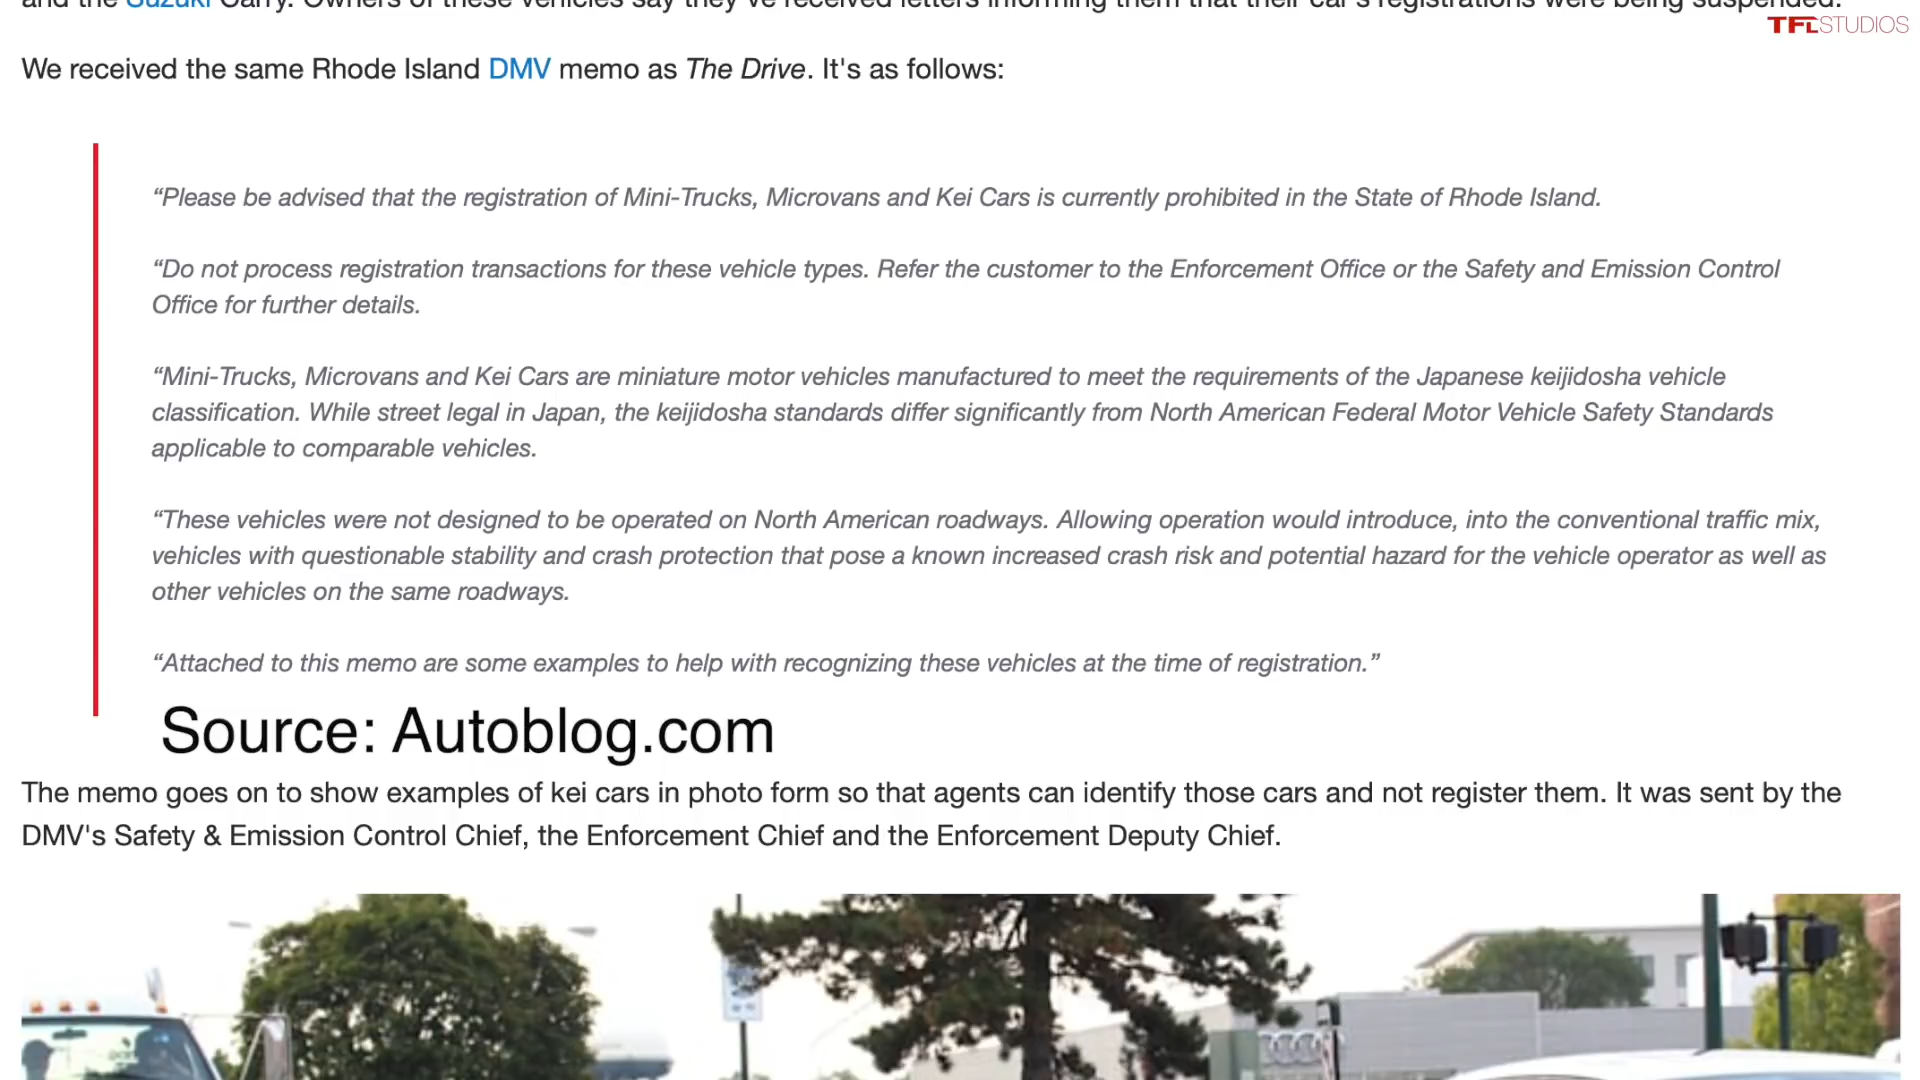 and the Suzuki Carry. Owners of these vehicles say they've received letters informing them that their car's registrations were being suspended.
TFLSTUDIOS
We received the same Rhode Island DMV memo as The Drive. It's as follows:
“Please be advised that the registration of Mini-Trucks, Microvans and Kei Cars is currently prohibited in the State of Rhode Island.
“Do not process registration transactions for these vehicle types. Refer the customer to the Enforcement Office or the Safety and Emission Control
Office for further details.
“Mini-Trucks, Microvans and Kei Cars are miniature motor vehicles manufactured to meet the requirements of the Japanese keijidosha vehicle
classification. While street legal in Japan, the keijidosha standards differ significantly from North American Federal Motor Vehicle Safety Standards
applicable to comparable vehicles.
“These vehicles were not designed to be operated on North American roadways. Allowing operation would introduce, into the conventional traffic mix,
vehicles with questionable stability and crash protection that pose a known increased crash risk and potential hazard for the vehicle operator as well as
other vehicles on the same roadways.
“Attached to this memo are some examples to help with recognizing these vehicles at the time of registration.”
Source: Autoblog.com
The memo goes on to show examples of kei cars in photo form so that agents can identify those cars and not register them. It was sent by the
DMV's Safety & Emission Control Chief, the Enforcement Chief and the Enforcement Deputy Chief.